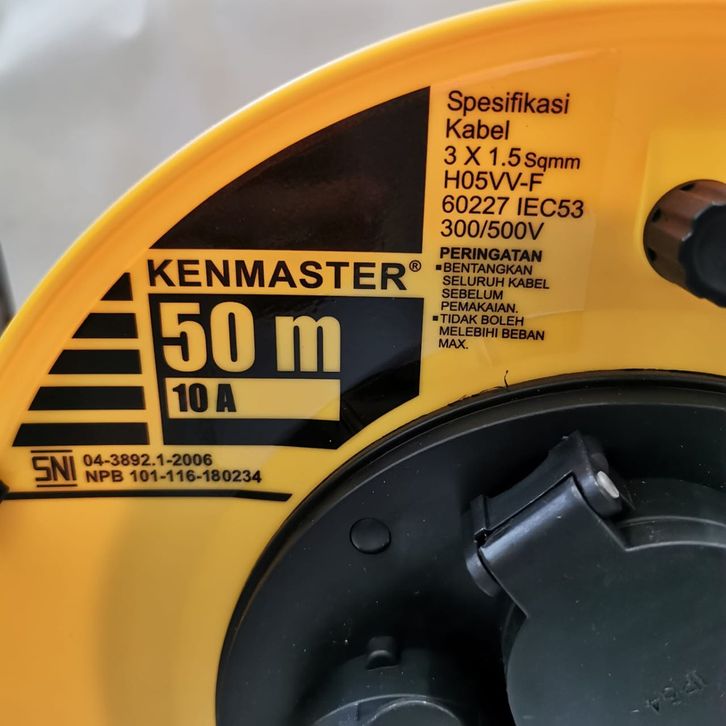 Spesifikasi
Kabel
3 X 1.5 Sqmm
H05VV-F
60227 IEC53
300/500V
PERINGATAN
▪BENTANGKAN
SELURUH KABEL
SEBELUM
PEMAKAIAN.
▪TIDAK BOLEH
MELEBIHI BEBAN
MAX.
KENMASTER®
50 m
10 A
SNI 04-3892.1-2006
NPB 101-116-180234